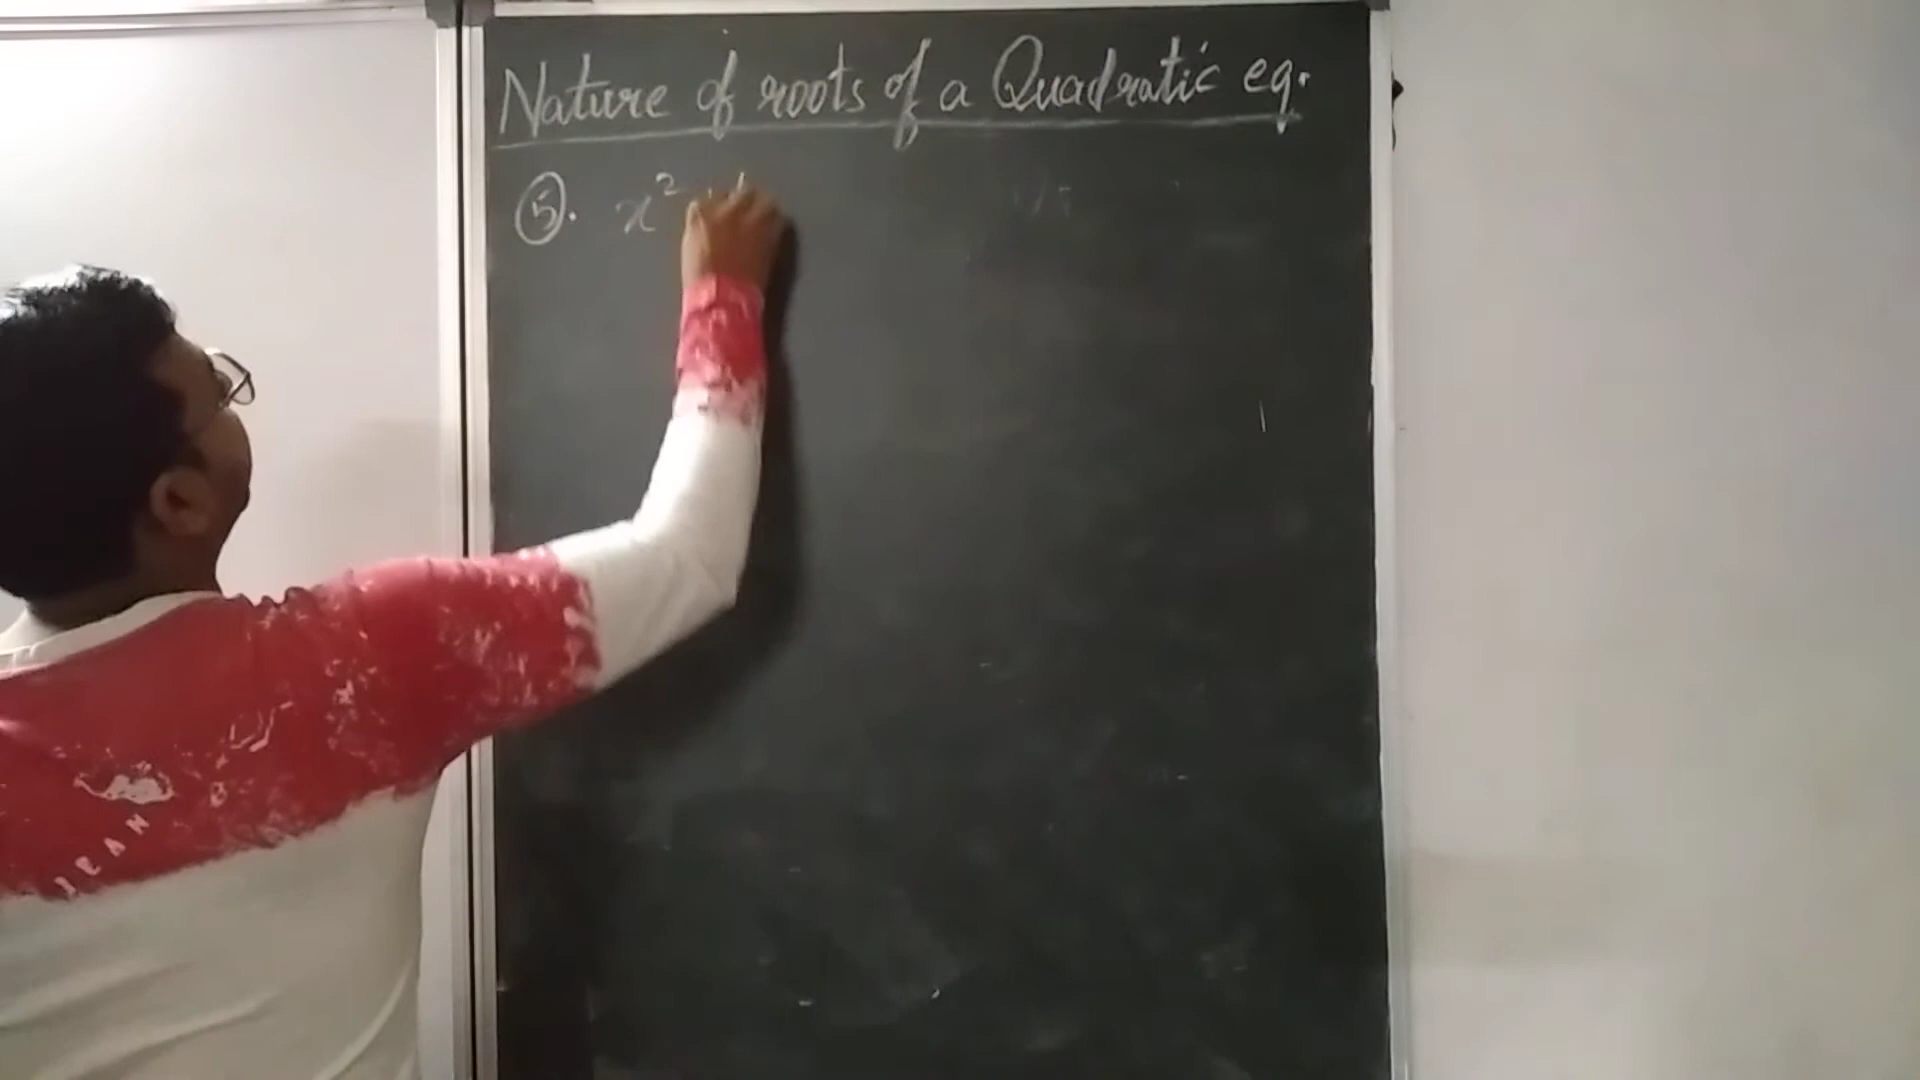 Nature of roots of a Quadratic eq.
⑤. x²